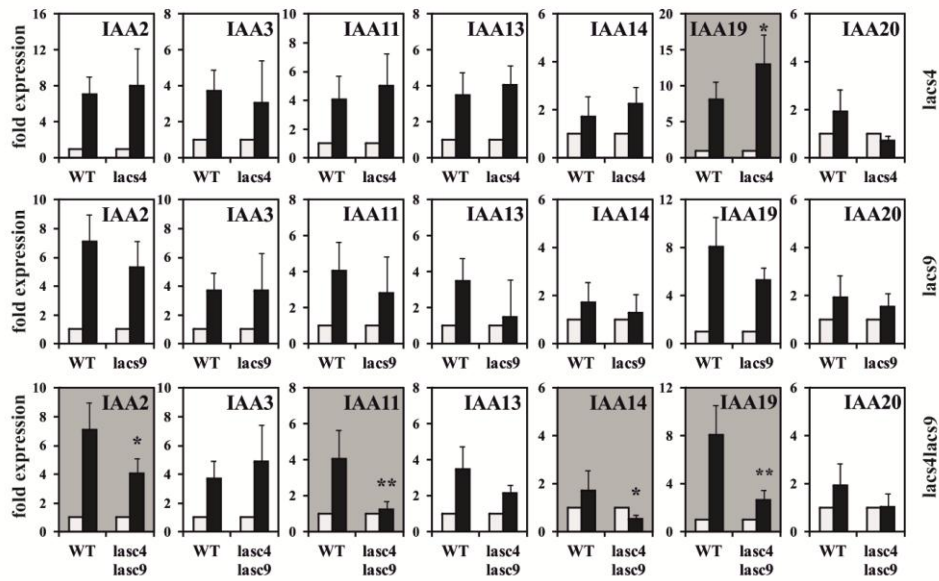 fold expression
16 12 8 4 0 IAA2 WT lacs4
8 6 4 2 0 IAA3 WT lacs4
10 8 6 4 2 0 IAA11 WT lacs4
8 6 4 2 0 IAA13 WT lacs4
6 4 2 0 IAA14 WT lacs4
20 15 10 5 0 IAA19 * WT lacs4
6 4 2 0 IAA20 WT lacs4
lacs4
fold expression
10 8 6 4 2 0 IAA2 WT lacs9
8 6 4 2 0 IAA3 WT lacs9
8 6 4 2 0 IAA11 WT lacs9
8 6 4 2 0 IAA13 WT lacs9
6 4 2 0 IAA14 WT lacs9
12 8 4 0 IAA19 WT lacs9
6 4 2 0 IAA20 WT lacs9
lacs9
fold expression
10 8 6 4 2 0 IAA2 * WT lasc4
lasc9
10 8 6 4 2 0 IAA3 WT lasc4
lasc9
8 6 4 2 0 IAA11 ** WT lasc4
lasc9
8 6 4 2 0 IAA13 WT lasc4
lasc9
6 4 2 0 IAA14 * WT lasc4
lasc9
10 8 6 4 2 0 IAA19 ** WT lasc4
lasc9
6 4 2 0 IAA20 WT lasc4
lasc9
lacs4lacs9